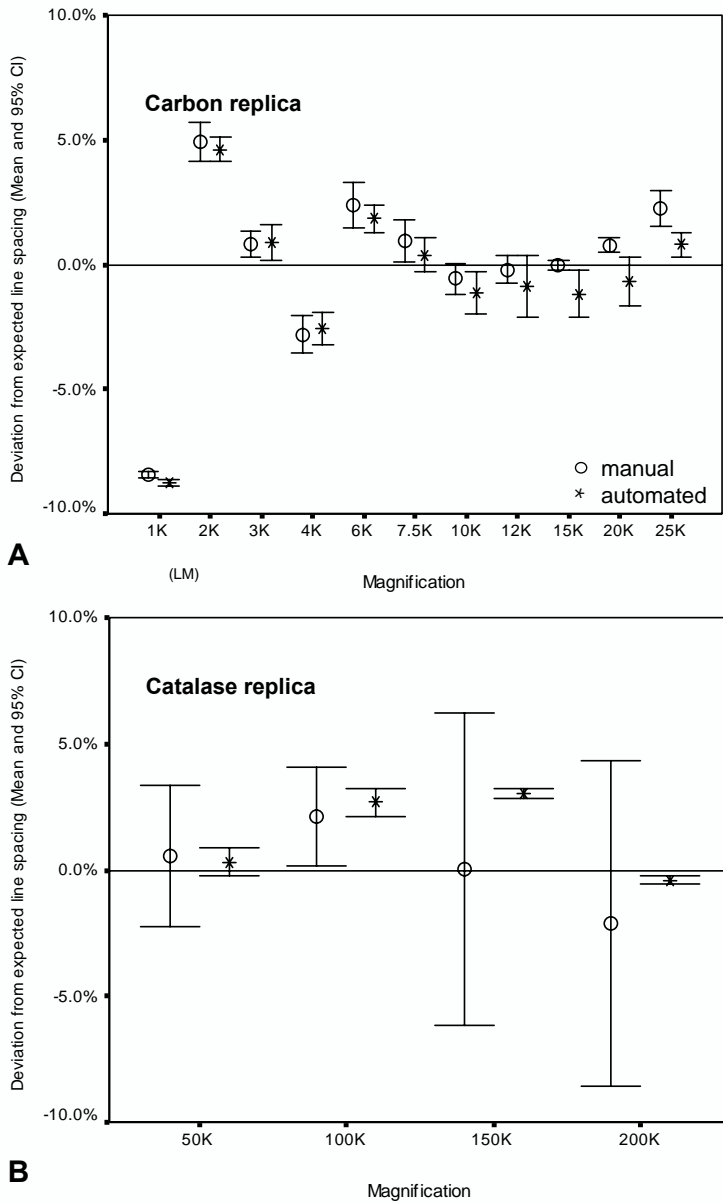 10.0%
Carbon replica
5.0%
0.0%
-5.0%
-10.0%
Deviation from expected line spacing (Mean and 95% CI)
manual
automated
1K 2K 3K 4K 6K 7.5K 10K 12K 15K 20K 25K
A
(LM)
Magnification
10.0%
Catalase replica
5.0%
0.0%
-5.0%
-10.0%
Deviation from expected line spacing (Mean and 95% CI)
50K 100K 150K 200K
B
Magnification